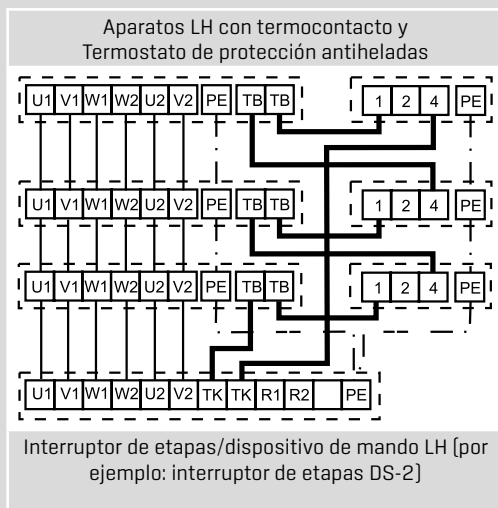 Aparatos LH con termocontacto y
Termostato de protección antiheladas
U1 V1 W1 W2 U2 V2 PE TB TB 1 2 4 PE
U1 V1 W1 W2 U2 V2 PE TB TB 1 2 4 PE
U1 V1 W1 W2 U2 V2 PE TB TB 1 2 4 PE
U1 V1 W1 W2 U2 V2 TK TK R1 R2 PE
Interruptor de etapas/dispositivo de mando LH (por
ejemplo: interruptor de etapas DS-2)